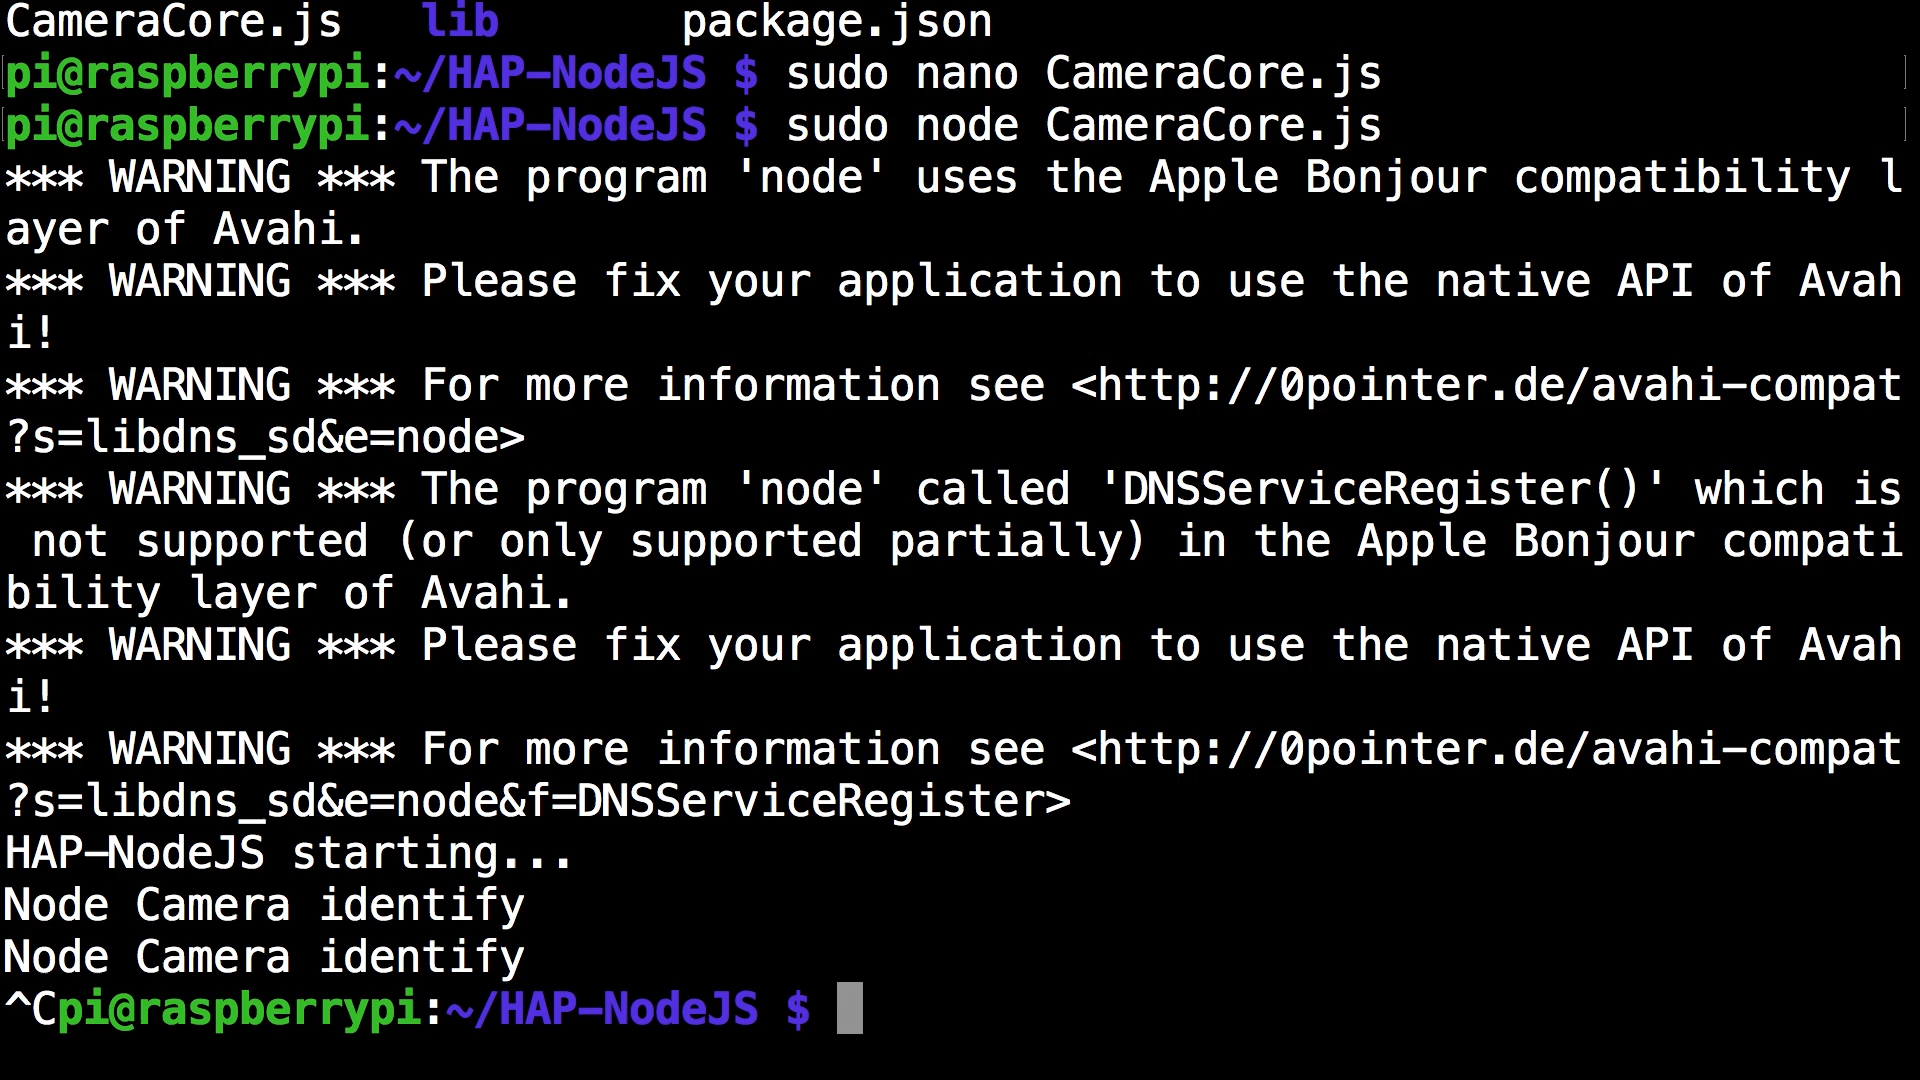 CameraCore.js   lib       package.json
pi@raspberrypi:~/HAP-NodeJS $ sudo nano CameraCore.js
pi@raspberrypi:~/HAP-NodeJS $ sudo node CameraCore.js
*** WARNING *** The program 'node' uses the Apple Bonjour compatibility l
ayer of Avahi.
*** WARNING *** Please fix your application to use the native API of Avah
i!
*** WARNING *** For more information see <http://0pointer.de/avahi-compat
?s=libdns_sd&e=node>
*** WARNING *** The program 'node' called 'DNSServiceRegister()' which is
 not supported (or only supported partially) in the Apple Bonjour compati
bility layer of Avahi.
*** WARNING *** Please fix your application to use the native API of Avah
i!
*** WARNING *** For more information see <http://0pointer.de/avahi-compat
?s=libdns_sd&e=node&f=DNSServiceRegister>
HAP-NodeJS starting...
Node Camera identify
Node Camera identify
^Cpi@raspberrypi:~/HAP-NodeJS $